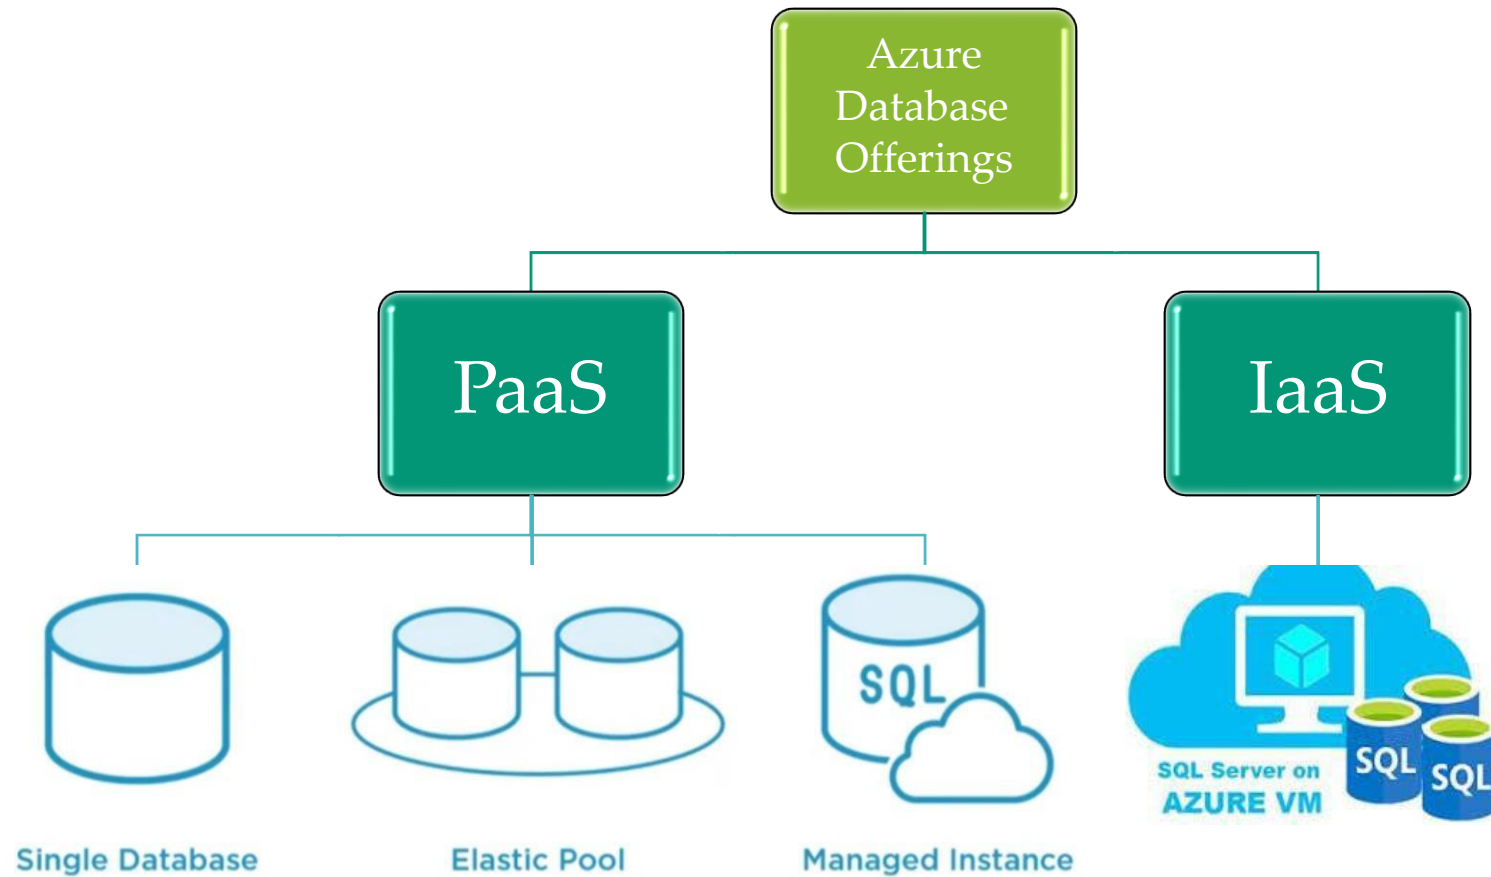 Azure
Database
Offerings
PaaS
IaaS
SQL
SQL Server on
AZURE VM
SQL
SQL
Single Database
Elastic Pool
Managed Instance